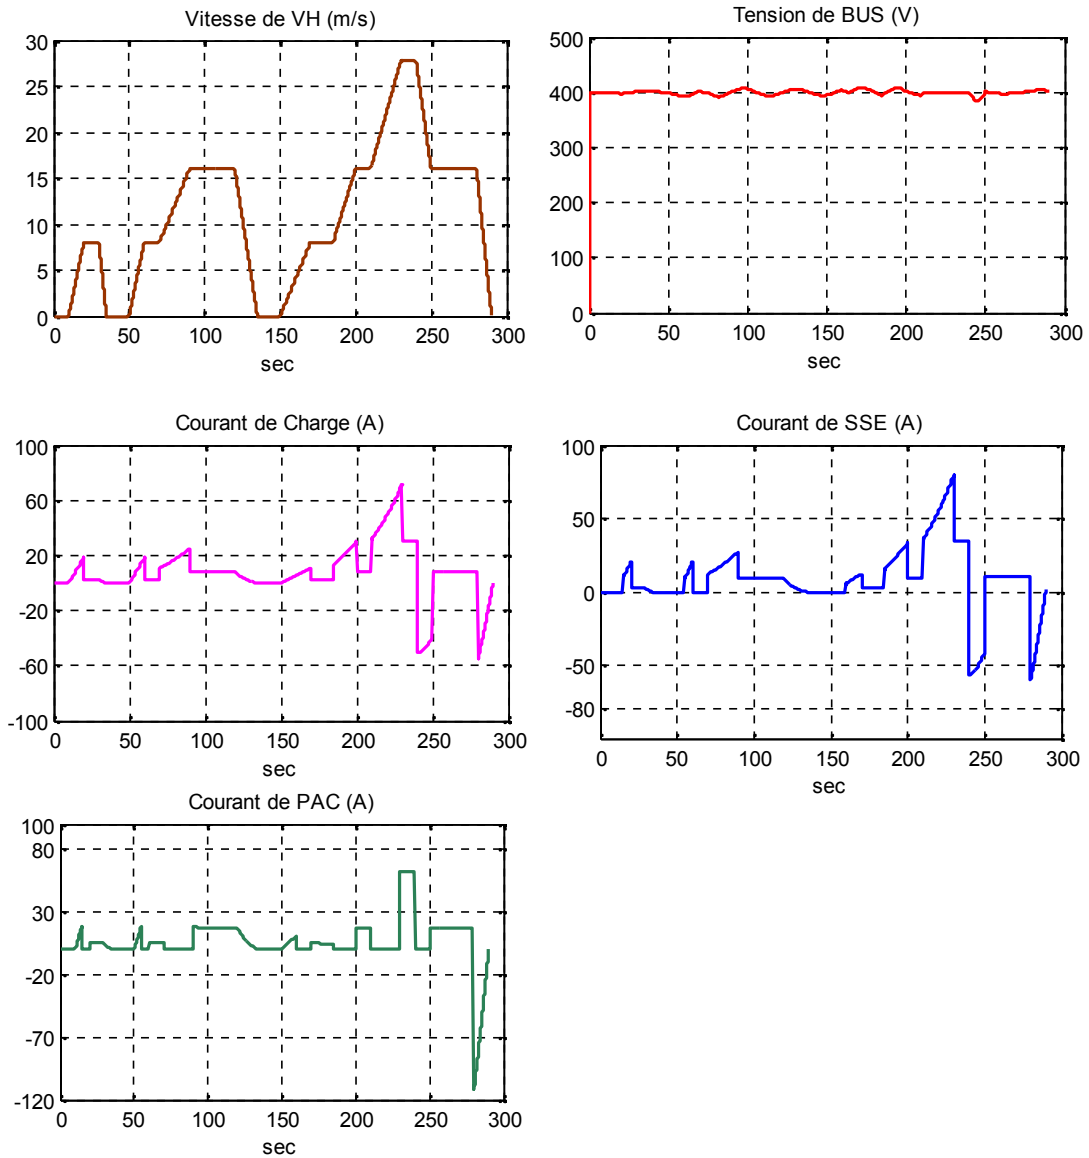 Vitesse de VH (m/s)
30
25
20
15
10
5
0
0 50 100 150 200 250 300
sec
Tension de BUS (V)
500
400
300
200
100
0
0 50 100 150 200 250 300
sec
Courant de Charge (A)
100
60
20
-20
-60
-100
0 50 100 150 200 250 300
sec
Courant de SSE (A)
100
50
0
-50
-80
0 50 100 150 200 250 300
sec
Courant de PAC (A)
100
80
30
-20
-70
-120
0 50 100 150 200 250 300
sec